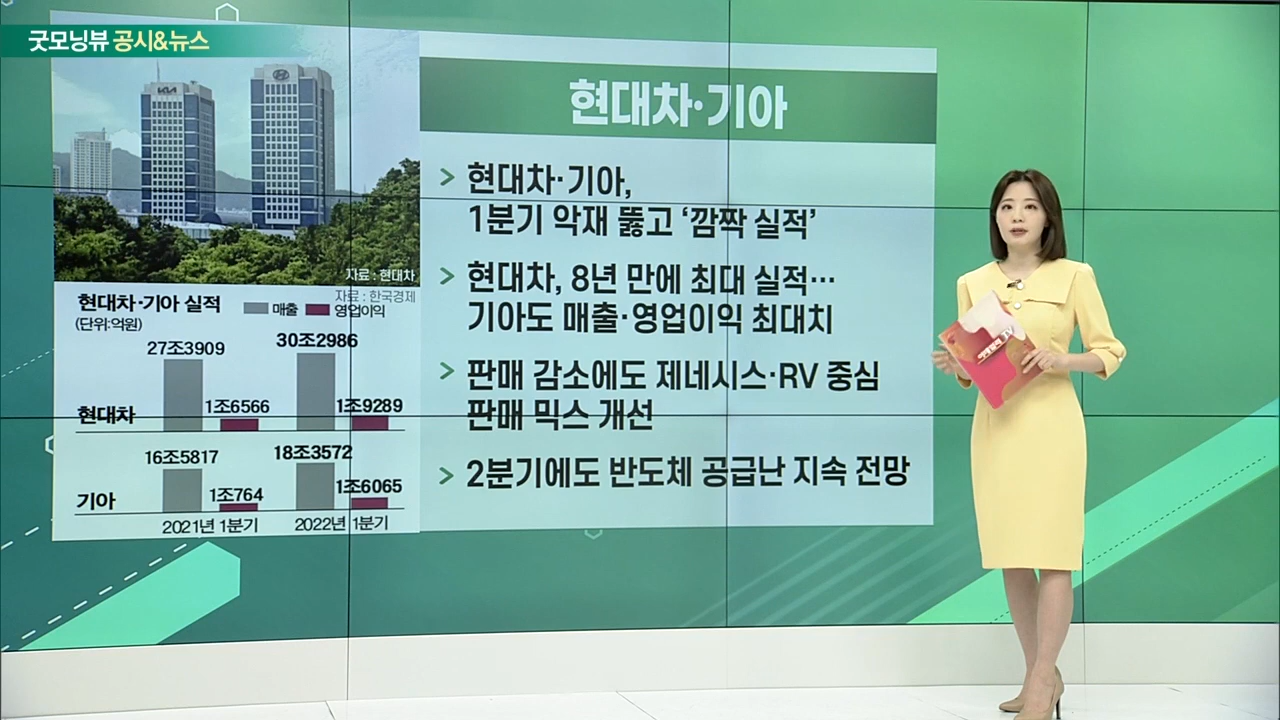 굿모닝뷰 공시&뉴스
KIA
자료 : 현대차
현대차·기아 실적
(단위:억원)
자료 : 한국경제
매출 영업이익
27조3909
30조2986
1조6566
1조9289
현대차
16조5817
18조3572
1조764
1조6065
기아
2021년 1분기 2022년 1분기
현대차·기아
> 현대차·기아,
1분기 악재 뚫고 ‘깜짝 실적’
> 현대차, 8년 만에 최대 실적…
기아도 매출·영업이익 최대치
> 판매 감소에도 제네시스·RV 중심
판매 믹스 개선
> 2분기에도 반도체 공급난 지속 전망